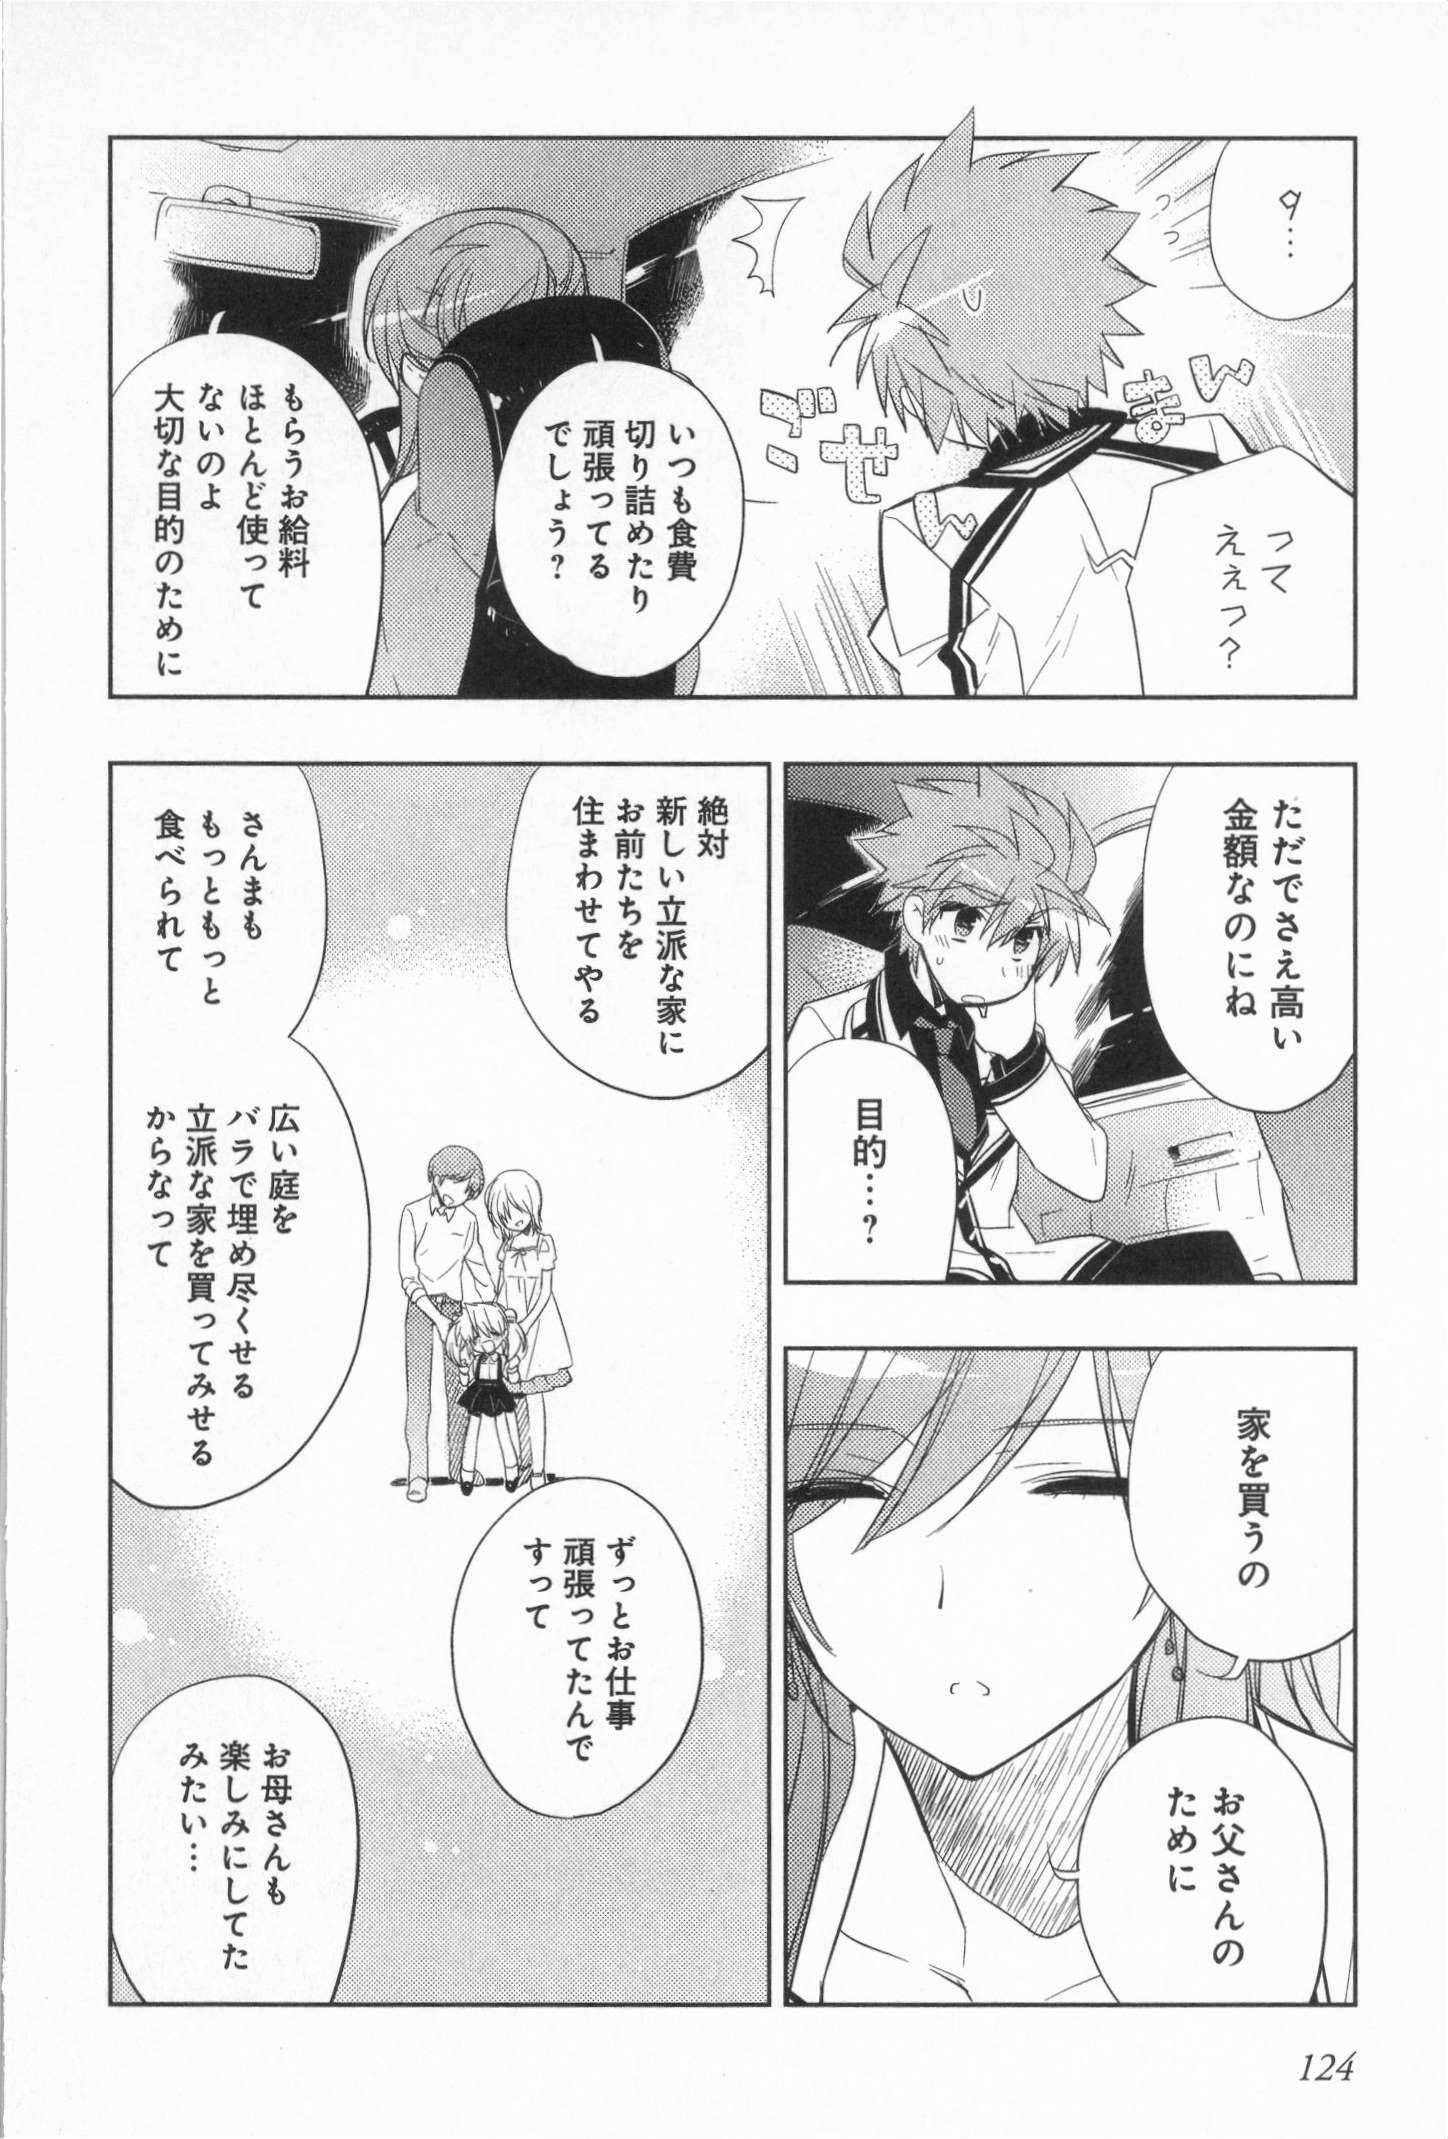 9…
って
ええっ？
ごせん
まん
いつも食費
切り詰めたり
頑張ってる
でしょう？
もらうお給料
ほとんど使って
ないのよ
大切な目的のために
ただでさえ高い
金額なのにね
目的…？
家を買うの
お父さんの
ために
絶対
新しい立派な家に
お前たちを
住まわせてやる
さんまも
もっともっと
食べられて
広い庭を
バラで埋め尽くせる
立派な家を買ってみせる
からなって
ずっとお仕事
頑張ってたんで
すって
お母さんも
楽しみにしてた
みたい…
124